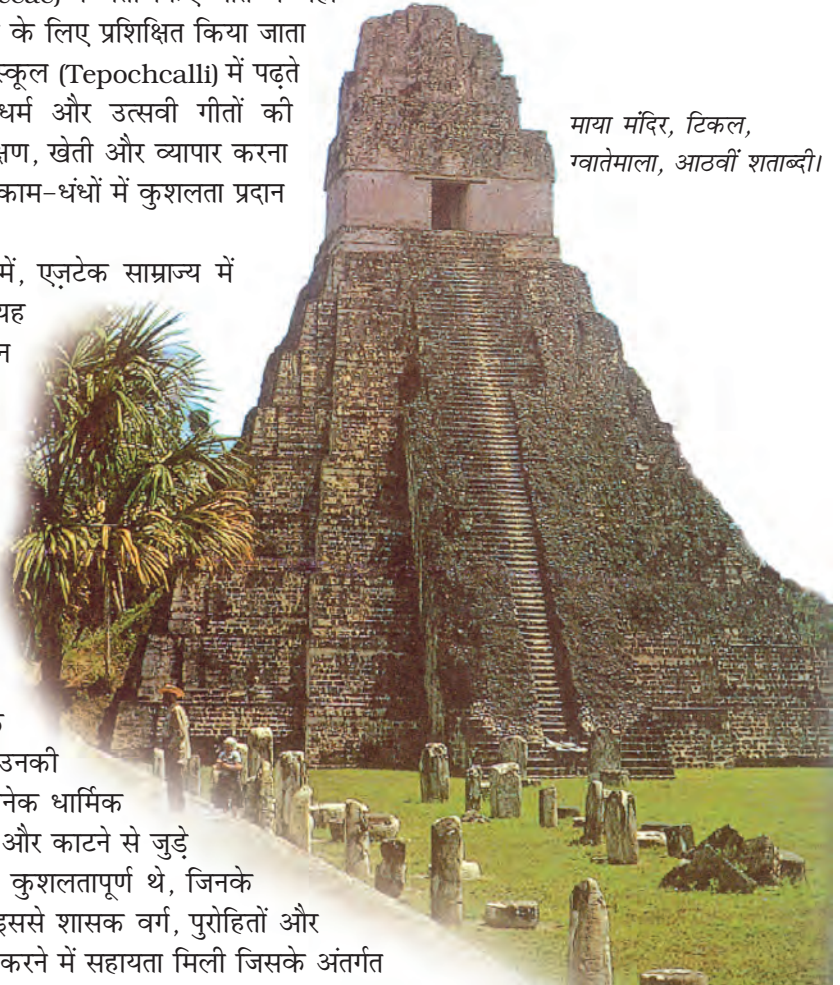 के लिए प्रशिक्षित किया जाता
स्कूल (Tepochcalli) में पढ़ते
धर्म और उत्सवी गीतों की
खेती और व्यापार करना
काम-धंधों में कुशलता प्रदान
में, एज़टेक साम्राज्य में
यह
न
माया मंदिर, टिकल,
ग्वातेमाला, आठवीं शताब्दी।
उनकी
धार्मिक
और काटने से जुड़े
कुशलतापूर्ण थे, जिनके
इससे शासक वर्ग, पुरोहितों और
करने में सहायता मिली जिसके अंतर्गत